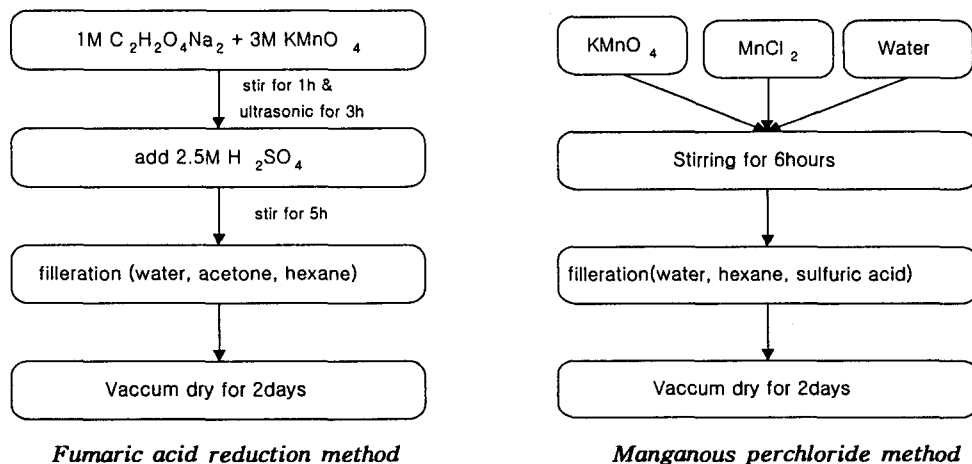 1M C2H2O4Na2 + 3M KMnO4
stir for 1h &
ultrasonic for 3h
add 2.5M H2SO4
stir for 5h
filleration (water, acetone, hexane)
Vaccum dry for 2days
Fumaric acid reduction method
KMnO4
MnCl2
Water
Stirring for 6hours
filleration(water, hexane, sulfuric acid)
Vaccum dry for 2days
Manganous perchloride method